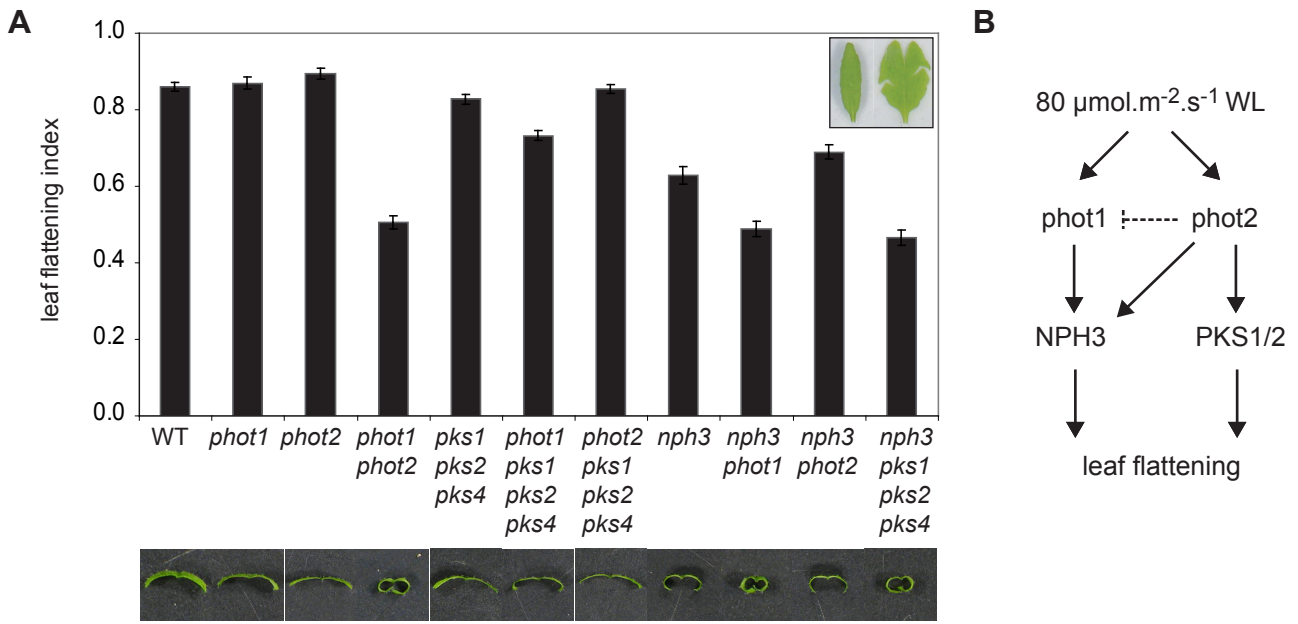 A
leaf flattening index
1.0
0.8
0.6
0.4
0.2
0.0
WT
phot1
phot2
phot1
phot2
pks1
pks2
pks4
phot1
pks1
pks2
pks4
phot2
pks1
pks2
pks4
nph3
nph3
phot1
nph3
phot2
nph3
pks1
pks2
pks4
B
80 µmol.m⁻².s⁻¹ WL
phot1 phot2
NPH3 PKS1/2
leaf flattening